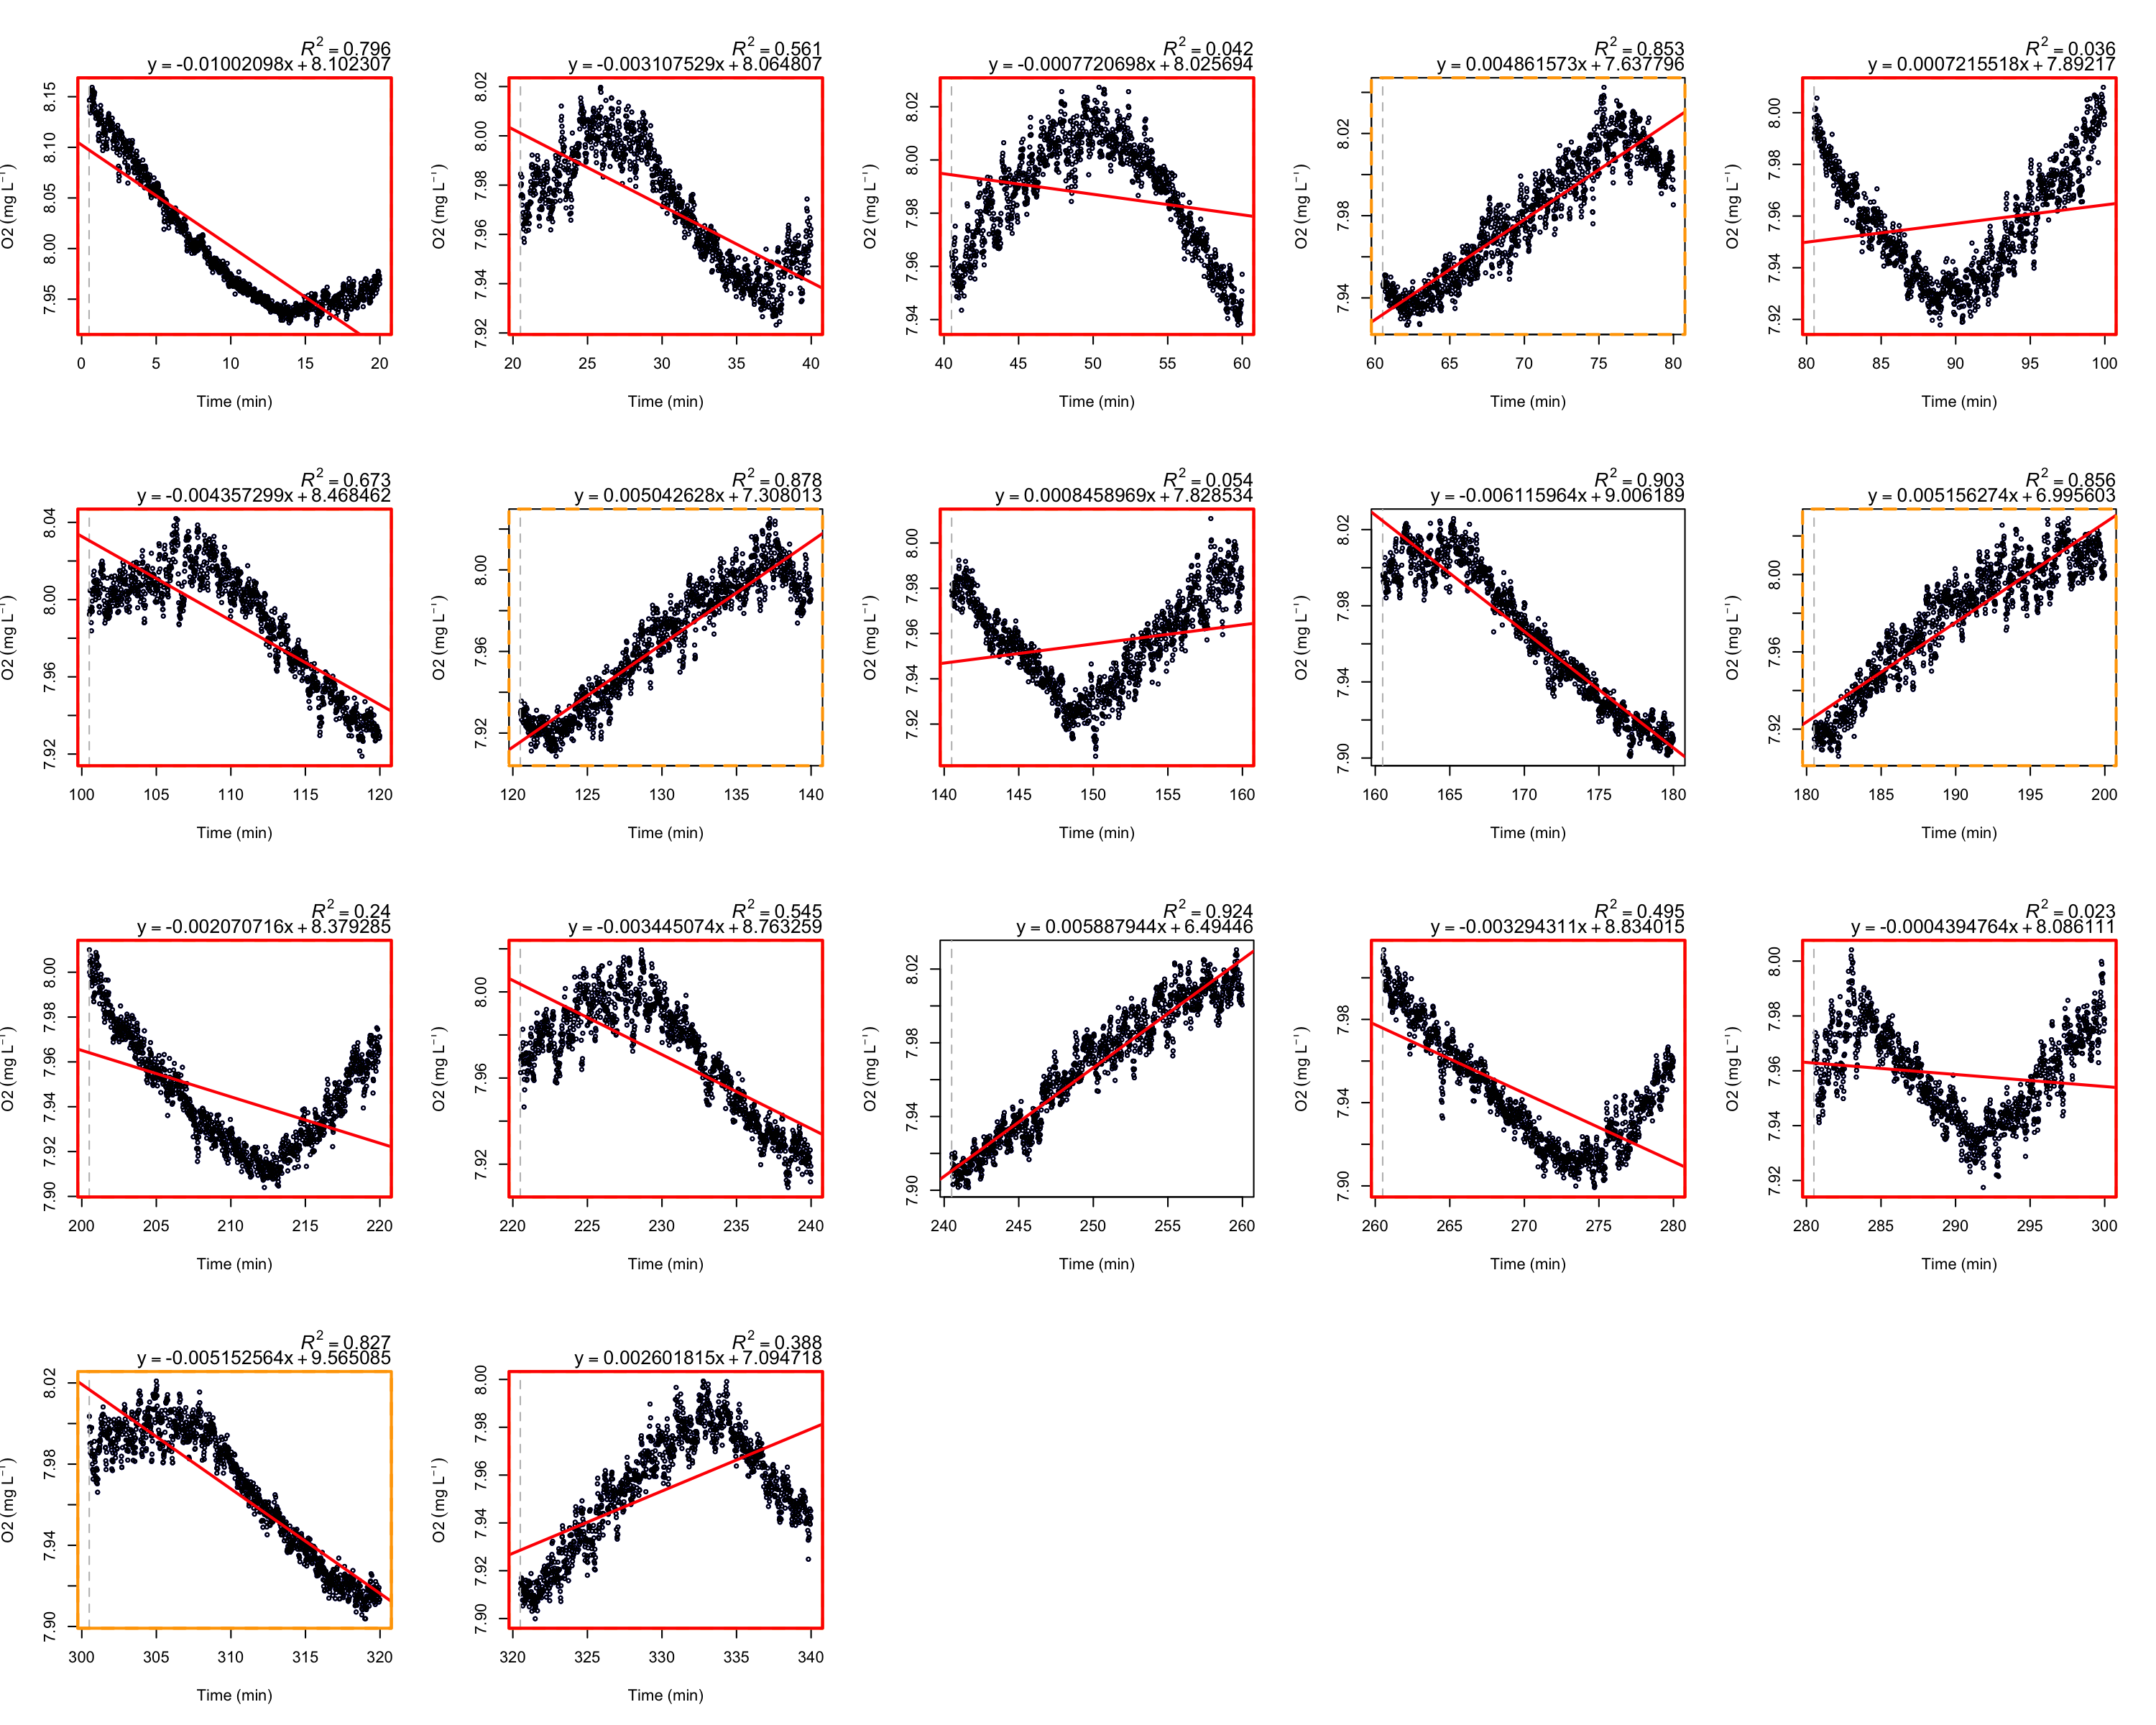 R² = 0.796
y = -0.01002098x + 8.102307
O2 (mg L⁻¹)
7.95 8.00 8.05 8.10 8.15
0 5 10 15 20
Time (min)
R² = 0.561
y = -0.003107529x + 8.064807
O2 (mg L⁻¹)
7.92 7.94 7.96 7.98 8.00 8.02
20 25 30 35 40
Time (min)
R² = 0.042
y = -0.0007720698x + 8.025694
O2 (mg L⁻¹)
7.94 7.96 7.98 8.00 8.02
40 45 50 55 60
Time (min)
R² = 0.853
y = 0.004861573x + 7.637796
O2 (mg L⁻¹)
7.94 7.98 8.02
60 65 70 75 80
Time (min)
R² = 0.036
y = 0.0007215518x + 7.89217
O2 (mg L⁻¹)
7.92 7.94 7.96 7.98 8.00
80 85 90 95 100
Time (min)
R² = 0.673
y = -0.004357299x + 8.468462
O2 (mg L⁻¹)
7.92 7.96 8.00 8.04
100 105 110 115 120
Time (min)
R² = 0.878
y = 0.005042628x + 7.308013
O2 (mg L⁻¹)
7.92 7.96 8.00
120 125 130 135 140
Time (min)
R² = 0.054
y = 0.0008458969x + 7.828534
O2 (mg L⁻¹)
7.92 7.94 7.96 7.98 8.00
140 145 150 155 160
Time (min)
R² = 0.903
y = -0.006115964x + 9.006189
O2 (mg L⁻¹)
7.90 7.94 7.98 8.02
160 165 170 175 180
Time (min)
R² = 0.856
y = 0.005156274x + 6.995603
O2 (mg L⁻¹)
7.92 7.96 8.00
180 185 190 195 200
Time (min)
R² = 0.24
y = -0.002070716x + 8.379285
O2 (mg L⁻¹)
7.90 7.92 7.94 7.96 7.98 8.00
200 205 210 215 220
Time (min)
R² = 0.545
y = -0.003445074x + 8.763259
O2 (mg L⁻¹)
7.92 7.96 8.00
220 225 230 235 240
Time (min)
R² = 0.924
y = 0.005887944x + 6.49446
O2 (mg L⁻¹)
7.90 7.94 7.98 8.02
240 245 250 255 260
Time (min)
R² = 0.495
y = -0.003294311x + 8.834015
O2 (mg L⁻¹)
7.90 7.94 7.98
260 265 270 275 280
Time (min)
R² = 0.023
y = -0.0004394764x + 8.086111
O2 (mg L⁻¹)
7.92 7.94 7.96 7.98 8.00
280 285 290 295 300
Time (min)
R² = 0.827
y = -0.005152564x + 9.565085
O2 (mg L⁻¹)
7.90 7.94 7.98 8.02
300 305 310 315 320
Time (min)
R² = 0.388
y = 0.002601815x + 7.094718
O2 (mg L⁻¹)
7.90 7.92 7.94 7.96 7.98 8.00
320 325 330 335 340
Time (min)